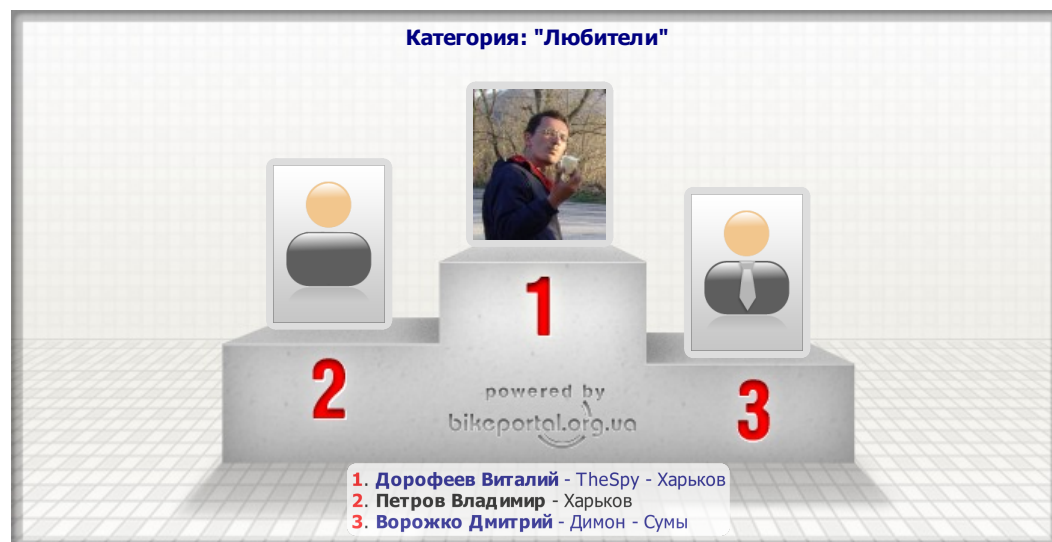 Категория: "Любители"
1
2
3
powered by
bikeportal.org.ua
1. Дорофеев Виталий - TheSpy - Харьков
2. Петров Владимир - Харьков
3. Ворожко Дмитрий - Димон - Сумы